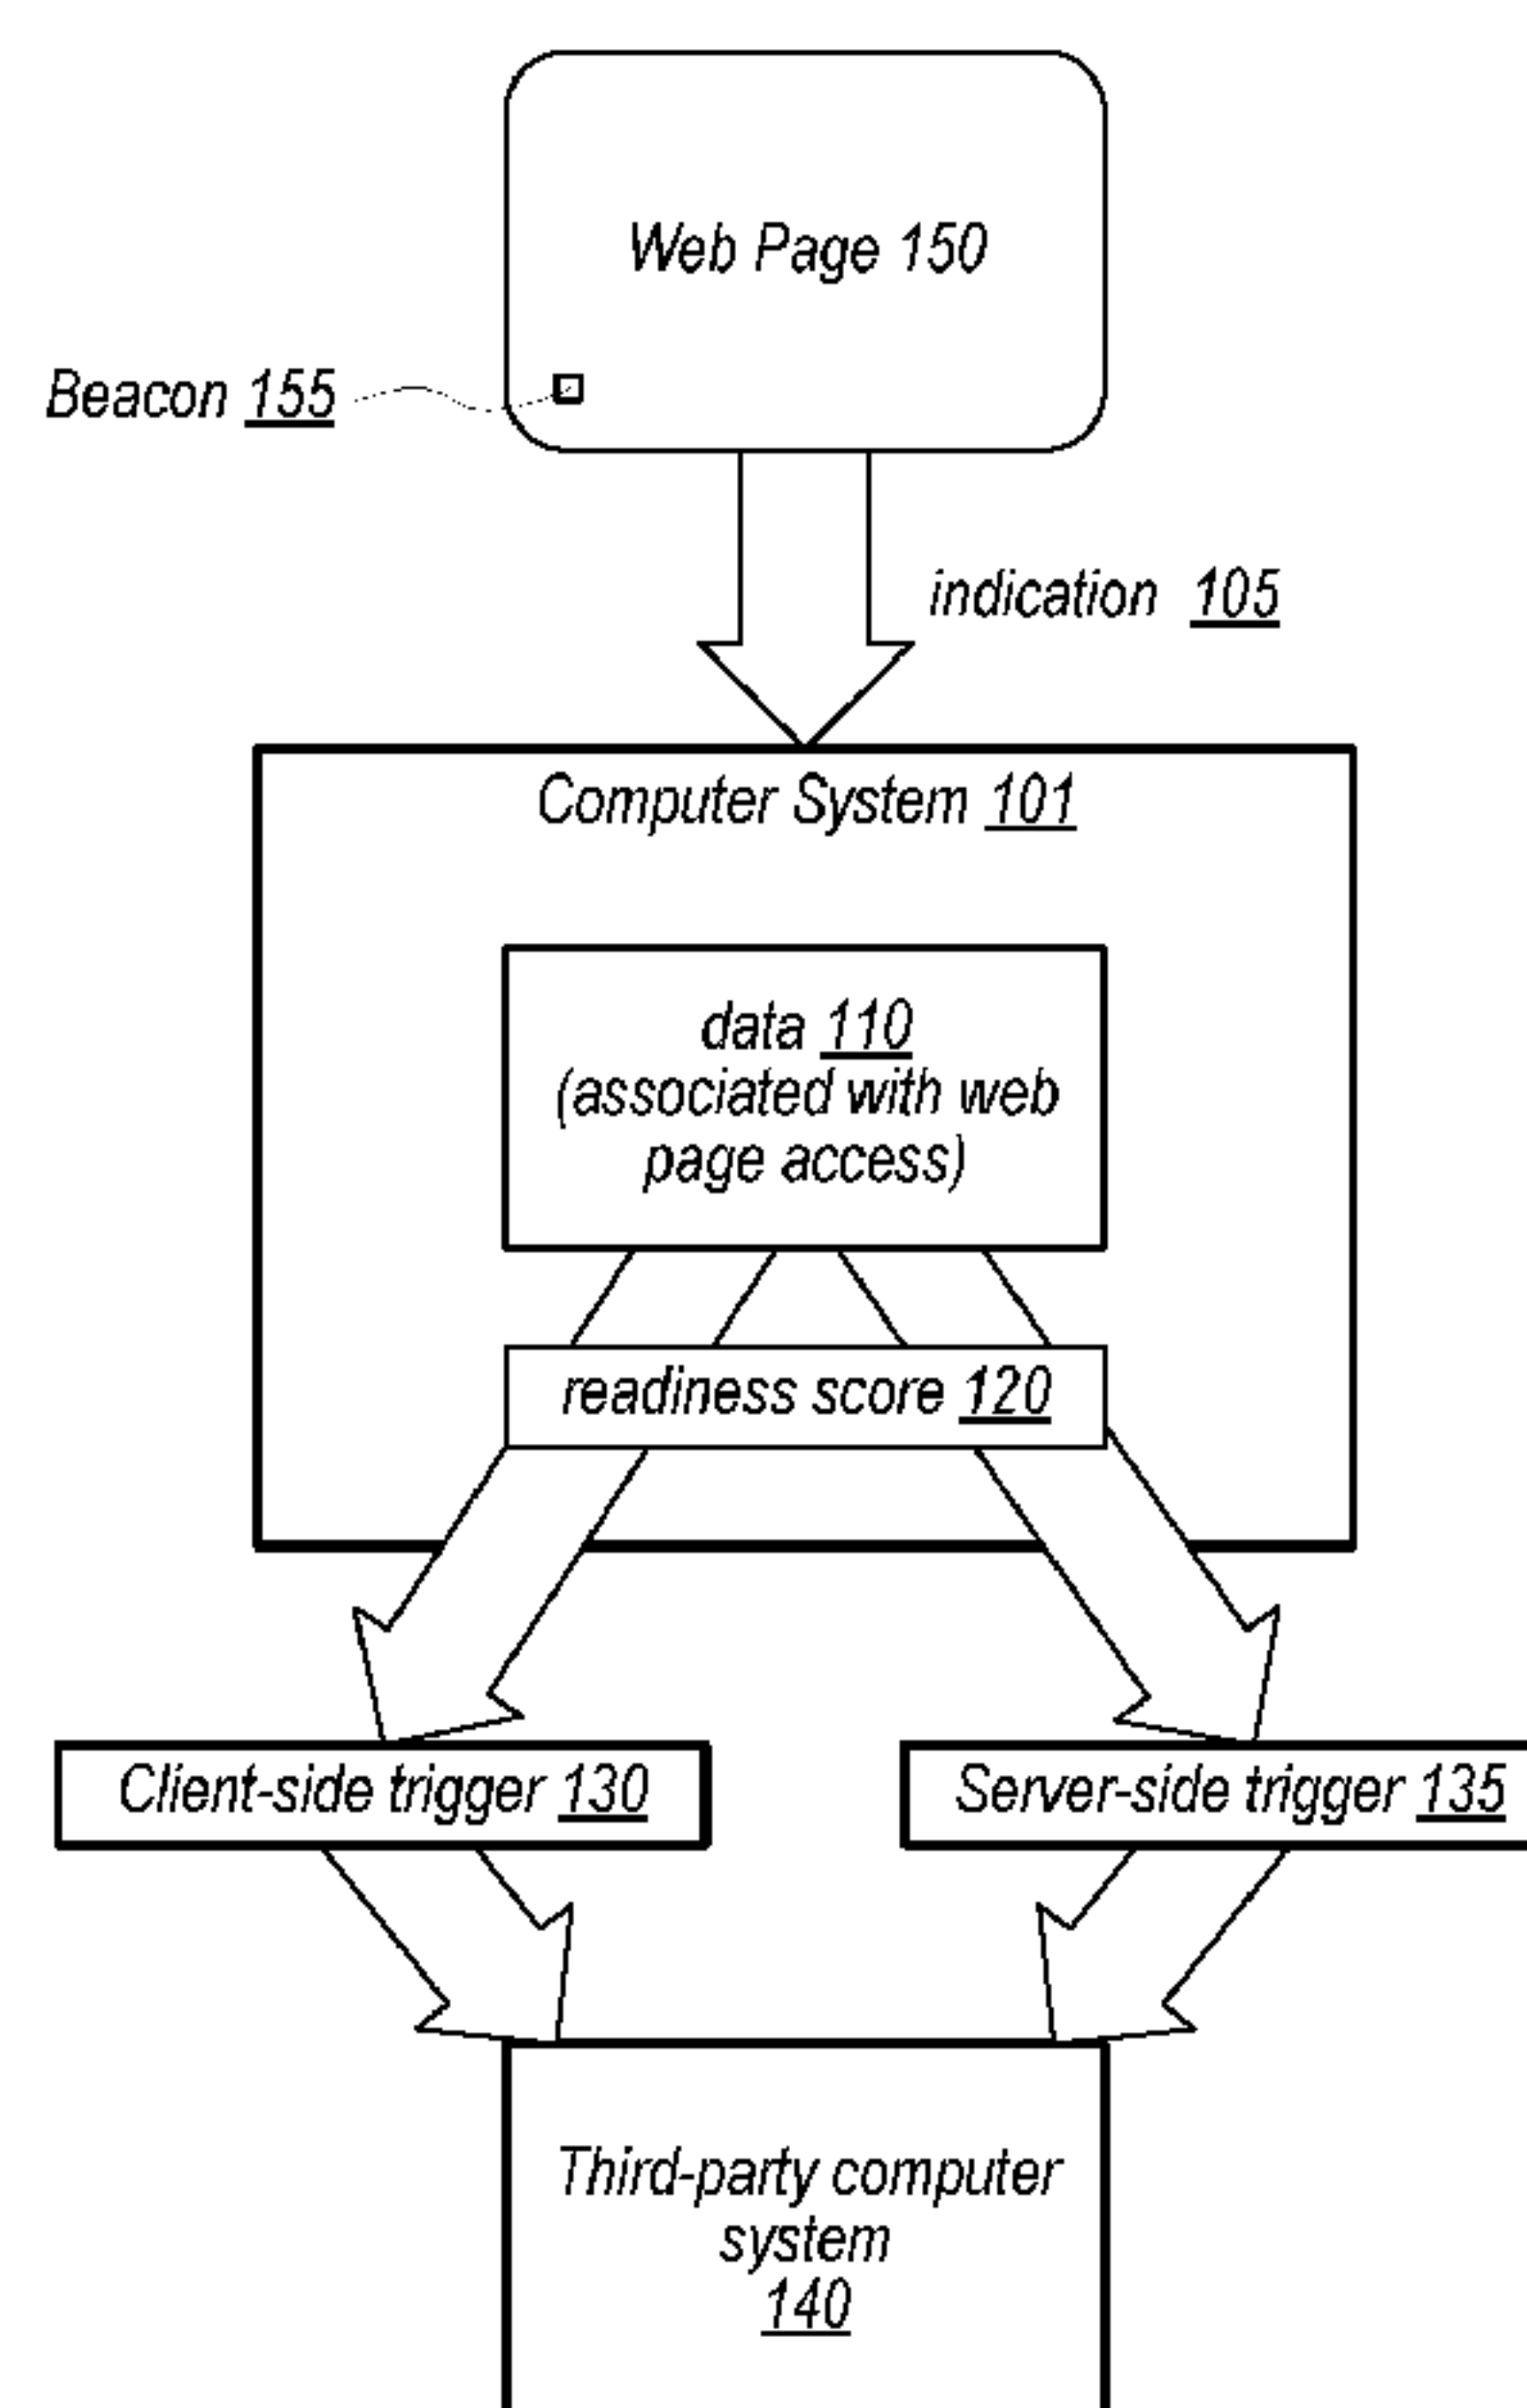 Web Page 150
Beacon 155
indication 105
Computer System 101
data 110
(associated with web
page access)
readiness score 120
Client-side trigger 130
Server-side trigger 135
Third-party computer
system
140